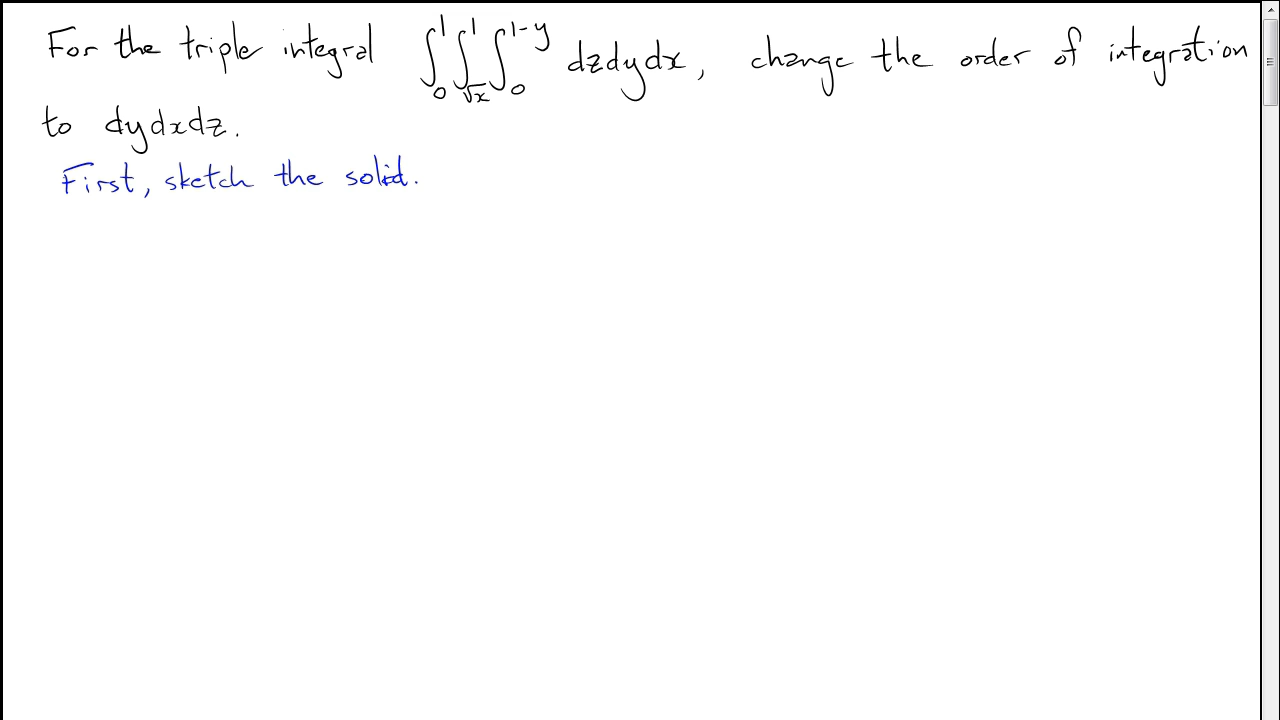 For the triple integral ∫₀¹∫_√x¹∫₀^1-y dzdydx, change the order of integration
to dydxdz.
First, sketch the solid.